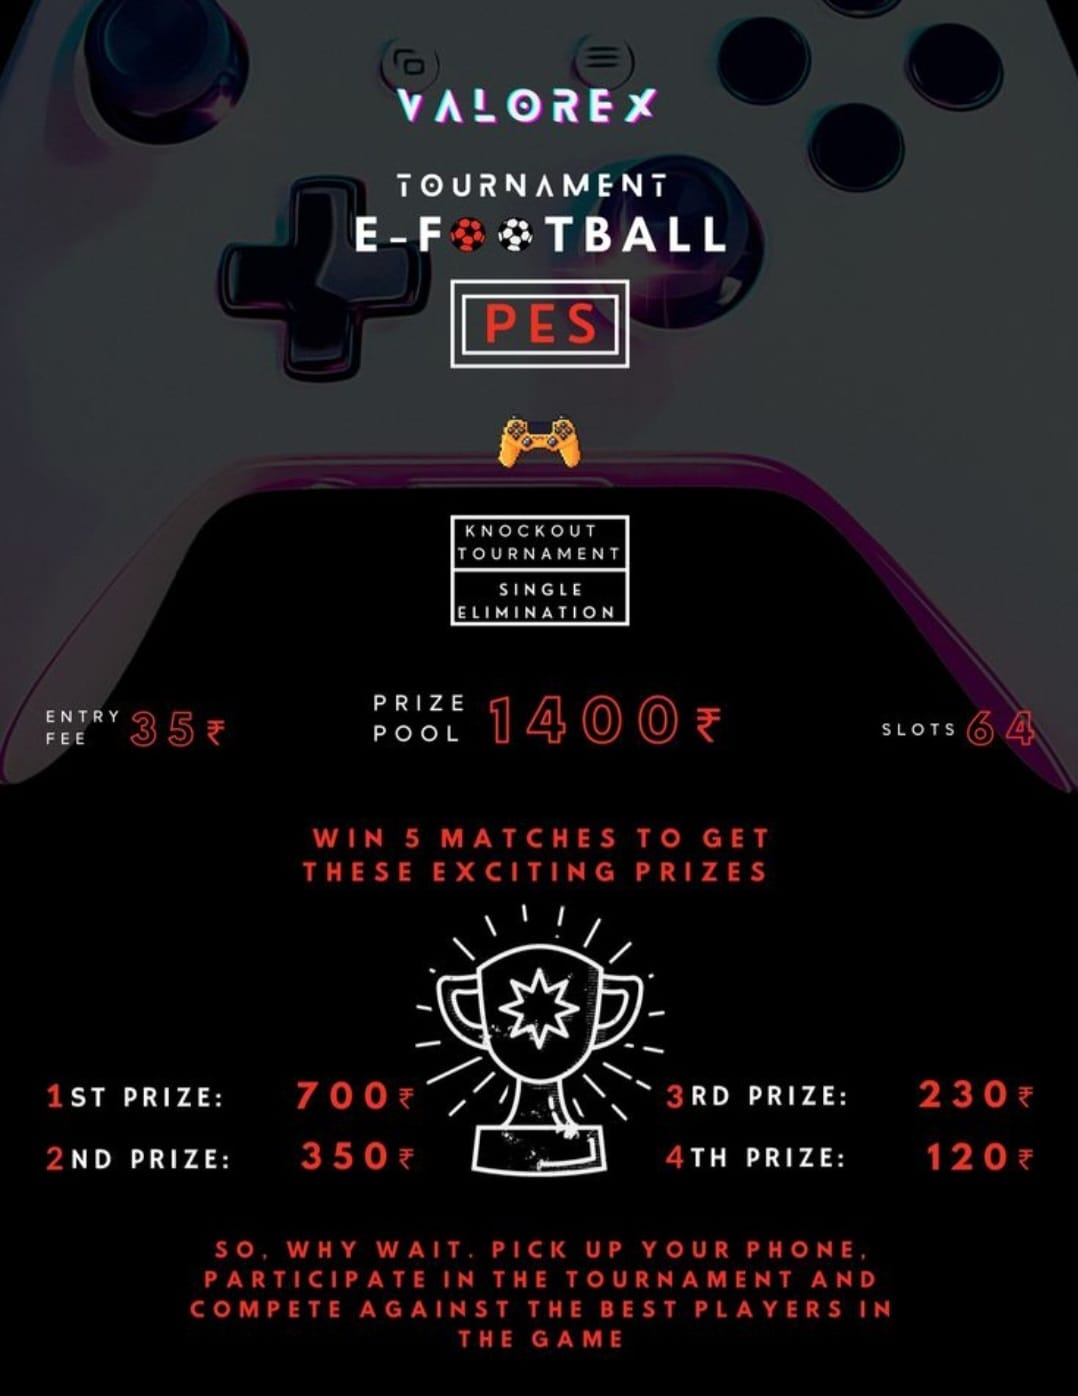 VALOREX
TOURNAMENT
E-FOOTBALL
PES
KNOCKOUT
TOURNAMENT
SINGLE
ELIMINATION
ENTRY
FEE 35₹
PRIZE
POOL 1400₹
SLOTS 64
WIN 5 MATCHES TO GET
THESE EXCITING PRIZES
1ST PRIZE: 700₹
2ND PRIZE: 350₹
3RD PRIZE: 230₹
4TH PRIZE: 120₹
SO, WHY WAIT. PICK UP YOUR PHONE,
PARTICIPATE IN THE TOURNAMENT AND
COMPETE AGAINST THE BEST PLAYERS IN
THE GAME